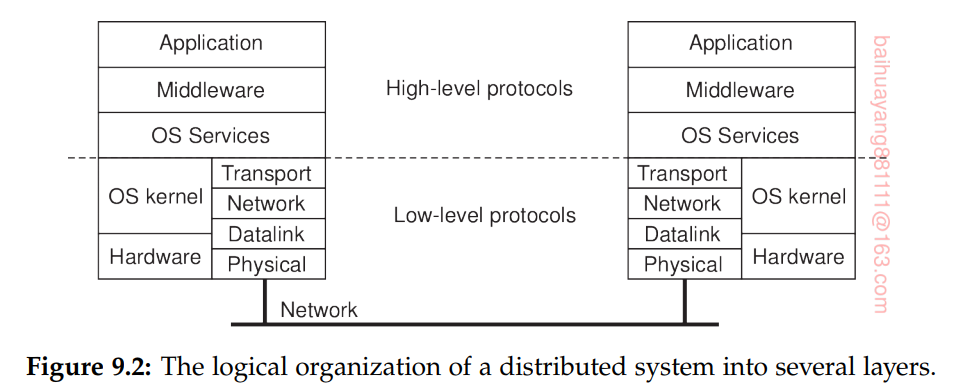 Application
Middleware
OS Services
OS kernel
Hardware
Transport
Network
Datalink
Physical
High-level protocols
Low-level protocols
Network
Application
Middleware
OS Services
Transport
Network
Datalink
Physical
OS kernel
Hardware
baihuayang881111@163.com
Figure 9.2: The logical organization of a distributed system into several layers.